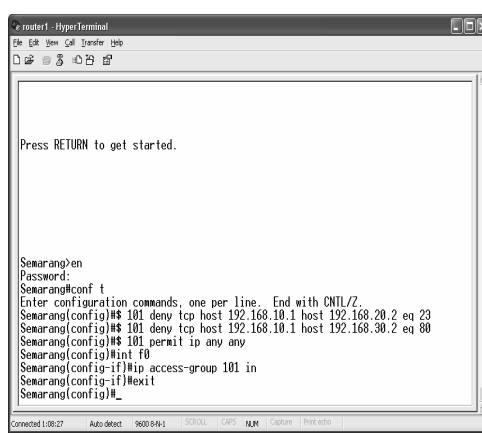 router1 - HyperTerminal
File Edit View Call Transfer Help
Press RETURN to get started.
Semarang>en
Password:
Semarang#conf t
Enter configuration commands, one per line. End with CNTL/Z.
Semarang(config)#$ 101 deny tcp host 192.168.10.1 host 192.168.20.2 eq 23
Semarang(config)#$ 101 deny tcp host 192.168.10.1 host 192.168.30.2 eq 80
Semarang(config)#$ 101 permit ip any any
Semarang(config)#int f0
Semarang(config-if)#ip access-group 101 in
Semarang(config-if)#exit
Semarang(config)#_
Connected 1:08:27 Auto detect 9600 8-N-1 SCROLL CAPS NUM Capture Print echo